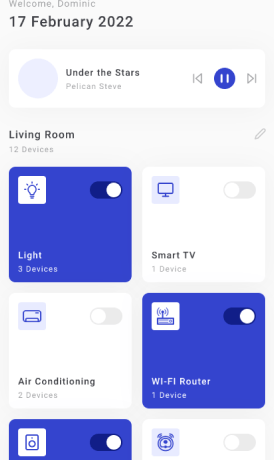 Welcome, Dominic
17 February 2022
Under the Stars
Pelican Steve
Living Room
12 Devices
Light
3 Devices
Smart TV
1 Device
Air Conditioning
2 Devices
WI-FI Router
1 Device